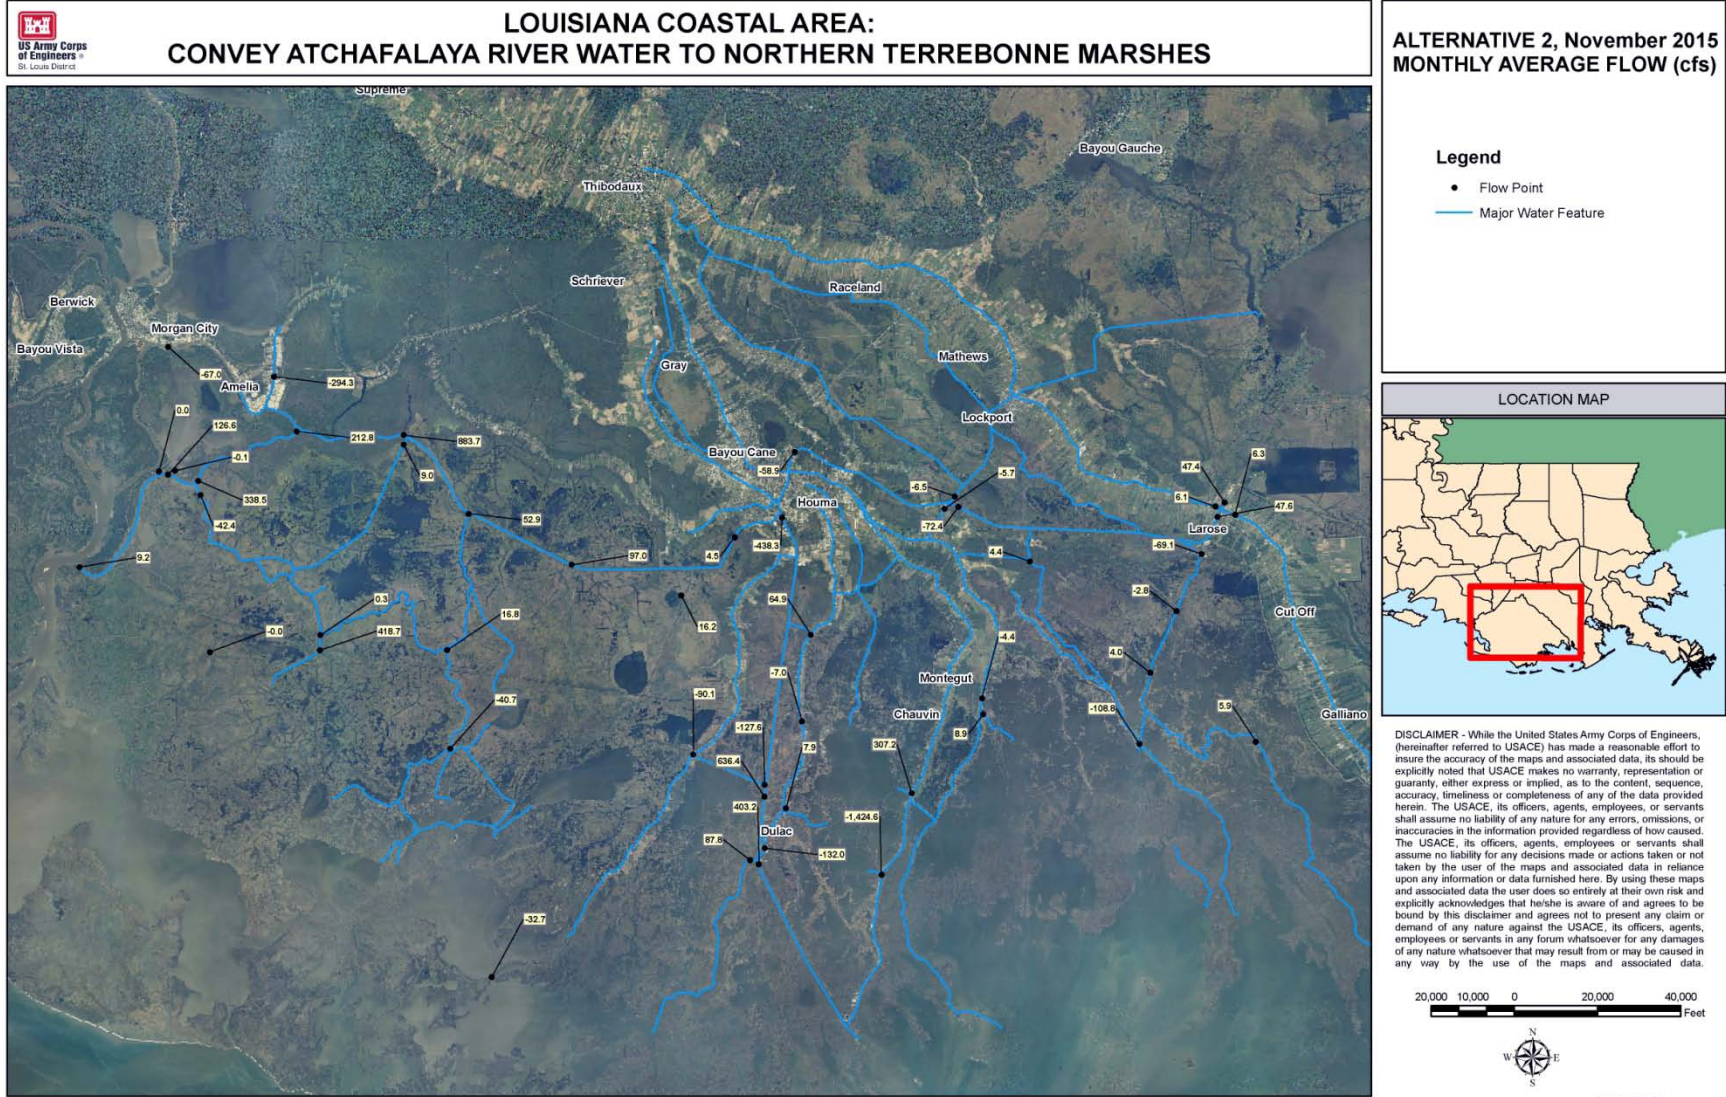 US Army Corps
of Engineers ®
St. Louis District
LOUISIANA COASTAL AREA:
CONVEY ATCHAFALAYA RIVER WATER TO NORTHERN TERREBONNE MARSHES
ALTERNATIVE 2, November 2015
MONTHLY AVERAGE FLOW (cfs)
Legend
Flow Point
Major Water Feature
Supreme
Bayou Gauche
Thibodaux
Schriever
Raceland
Berwick
Morgan City
Bayou Vista
Mathews
Gray
-67.0
Amelia
-294.3
0.0
Lockport
126.6
212.8
883.7
Bayou Cane
-0.1
-58.9
9.0
-5.7
47.4
6.3
-6.5
338.5
Houma
6.1
47.6
-42.4
52.9
-72.4
Larose
9.2
97.0
4.5
-438.3
4.4
-69.1
-2.8
0.3
16.8
64.9
Cut Off
-0.0
418.7
16.2
-4.4
4.0
-7.0
Montegut
-40.7
-90.1
Chauvin
-108.8
5.9
Galliano
-127.6
7.9
307.2
8.9
636.4
403.2
-1,424.6
Dulac
87.8
-132.0
-32.7
LOCATION MAP
DISCLAIMER - While the United States Army Corps of Engineers,
(hereinafter referred to USACE) has made a reasonable effort to
insure the accuracy of the maps and associated data, its should be
explicitly noted that USACE makes no warranty, representation or
guaranty, either express or implied, as to the content, sequence,
accuracy, timeliness or completeness of any of the data provided
herein. The USACE, its officers, agents, employees, or servants
shall assume no liability of any nature for any errors, omissions, or
inaccuracies in the information provided regardless of how caused.
The USACE, its officers, agents, employees or servants shall
assume no liability for any decisions made or actions taken or not
taken by the user of the maps and associated data in reliance
upon any information or data furnished here. By using these maps
and associated data the user does so entirely at their own risk and
explicitly acknowledges that he/she is aware of and agrees to be
bound by this disclaimer and agrees not to present any claim or
demand of any nature against the USACE, its officers, agents,
employees or servants in any forum whatsoever for any damages
of any nature whatsoever that may result from or may be caused in
any way by the use of the maps and associated data.
20,000 10,000 0 20,000 40,000
Feet
N
W E
S